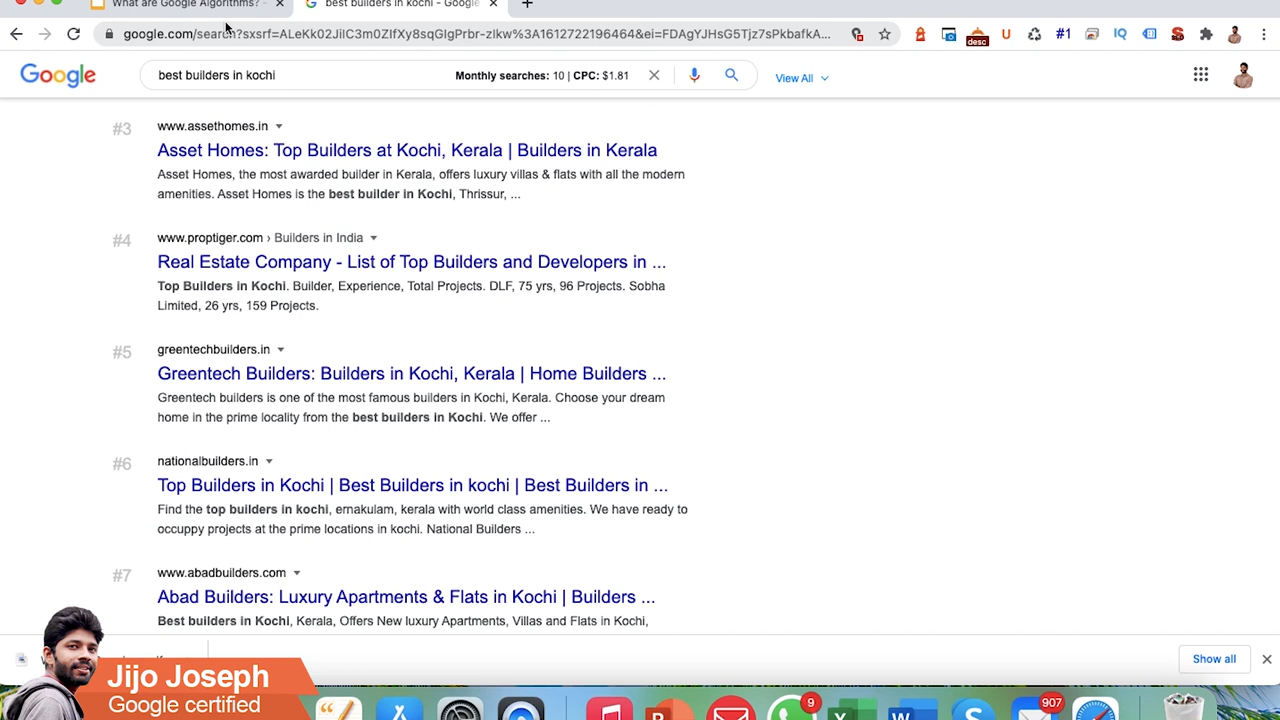 What are Google Algorithms? -
best builders in kochi - Google
google.com/search?sxsrf=ALeKk02JilC3m0ZIfXy8sqGIgPrbr-zlkw%3A1612722196464&ei=FDAgYJHsG5Tjz7sPkbafkA...
desc
U
#1
IQ
S
Google
best builders in kochi
Monthly searches: 10 | CPC: $1.81
View All
#3
www.assethomes.in
Asset Homes: Top Builders at Kochi, Kerala | Builders in Kerala
Asset Homes, the most awarded builder in Kerala, offers luxury villas & flats with all the modern
amenities. Asset Homes is the best builder in Kochi, Thrissur, ...
#4
www.proptiger.com › Builders in India
Real Estate Company - List of Top Builders and Developers in ...
Top Builders in Kochi. Builder, Experience, Total Projects. DLF, 75 yrs, 96 Projects. Sobha
Limited, 26 yrs, 159 Projects.
#5
greentechbuilders.in
Greentech Builders: Builders in Kochi, Kerala | Home Builders ...
Greentech builders is one of the most famous builders in Kochi, Kerala. Choose your dream
home in the prime locality from the best builders in Kochi. We offer ...
#6
nationalbuilders.in
Top Builders in Kochi | Best Builders in kochi | Best Builders in ...
Find the top builders in kochi, ernakulam, kerala with world class amenities. We have ready to
occuppy projects at the prime locations in kochi. National Builders ...
#7
www.abadbuilders.com
Abad Builders: Luxury Apartments & Flats in Kochi | Builders ...
Best builders in Kochi, Kerala, Offers New luxury Apartments, Villas and Flats in Kochi,
Show all
Jijo Joseph
Google certified
9
907
P
X
W
S